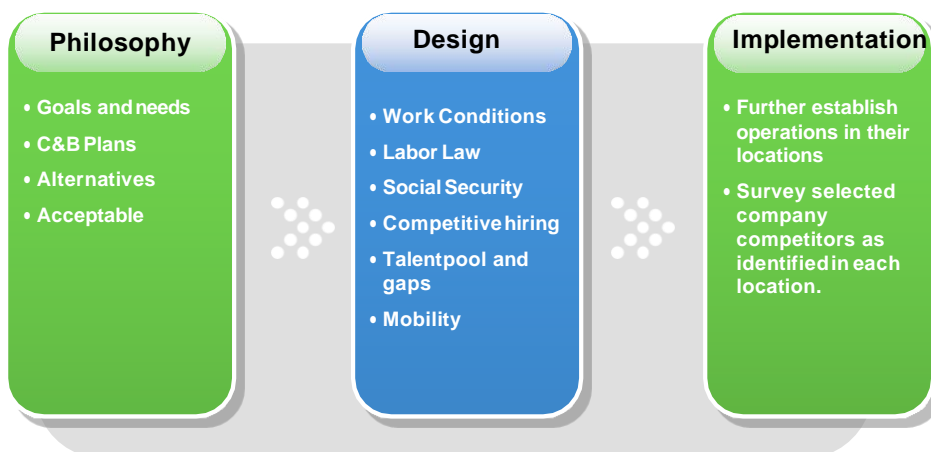 Philosophy
• Goals and needs
• C&B Plans
• Alternatives
• Acceptable
Design
• Work Conditions
• Labor Law
• Social Security
• Competitive hiring
• Talentpool and
gaps
• Mobility
Implementation
• Further establish
operations in their
locations
• Survey selected
company
competitors as
identified in each
location.